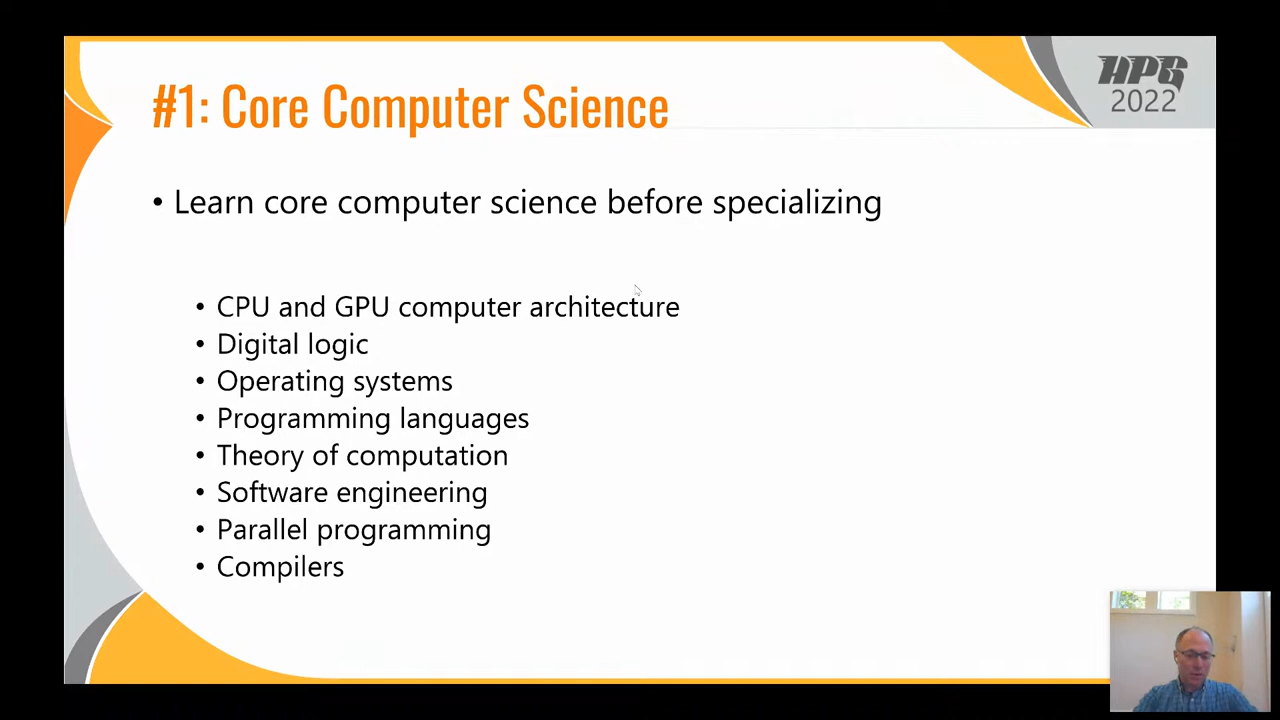 #1: Core Computer Science
HPG
2022
• Learn core computer science before specializing
• CPU and GPU computer architecture
• Digital logic
• Operating systems
• Programming languages
• Theory of computation
• Software engineering
• Parallel programming
• Compilers